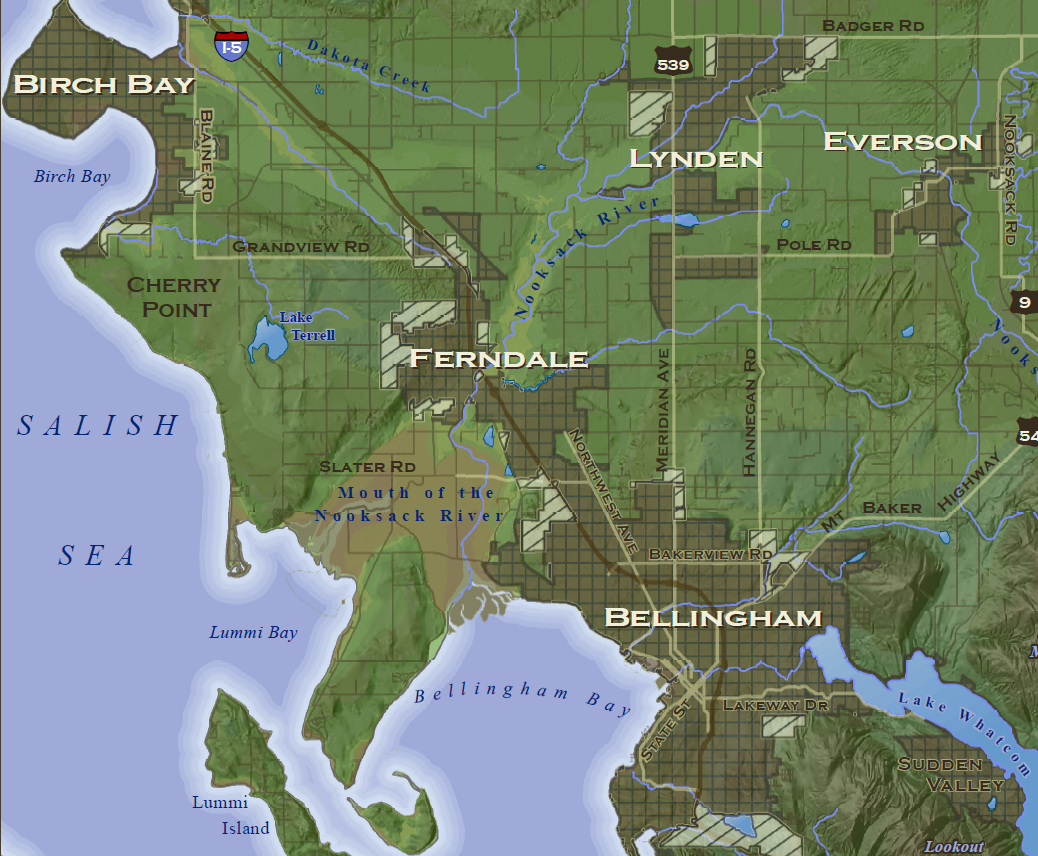 BADGER RD
I-5
Dakota Creek
539
BIRCH BAY
BLAINE RD
NOOKSACK RD
EVERSON
LYNDEN
Birch Bay
Nooksack River
GRANDVIEW RD
POLE RD
CHERRY
POINT
9
Lake
Terrell
Nooks
FERNDALE
MERIDIAN AVE
HANNEGAN RD
SALISH
54
NORTHWEST AVE
SLATER RD
Mouth of the
Nooksack River
MT
BAKER
HIGHWAY
SEA
BAKERVIEW RD
BELLINGHAM
Lummi Bay
Bellingham Bay
Lake Whatcom
LAKEWAY DR
STATE ST
SUDDEN
VALLEY
Lummi
Island
Lookout